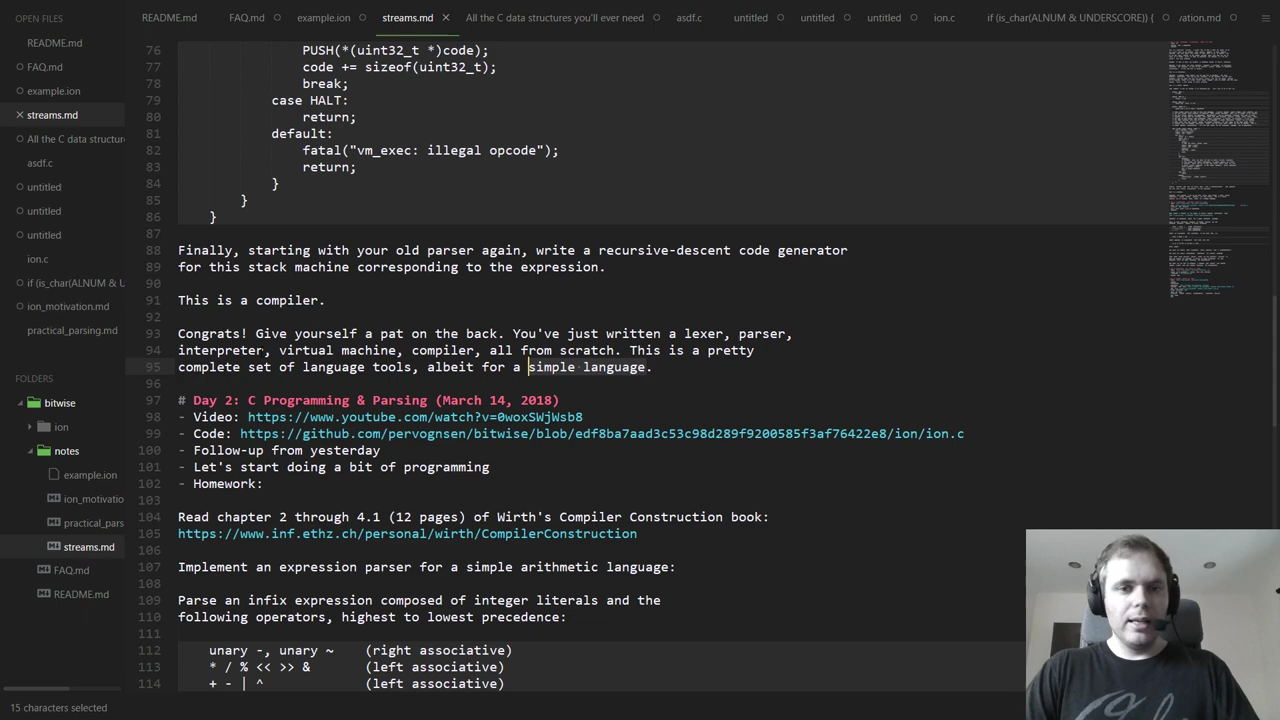 OPEN FILES
README.md
FAQ.md
example.ion
streams.md
All the C data structure
asdf.c
untitled
untitled
untitled
ion.c
if (is_char(ALNUM & U
ion_motivation.md
practical_parsing.md
FOLDERS
bitwise
ion
notes
example.ion
ion_motivatio
practical_pars
streams.md
FAQ.md
README.md
15 characters selected
README.md FAQ.md example.ion streams.md All the C data structures you'll ever need asdf.c untitled untitled untitled ion.c if (is_char(ALNUM & UNDERSCORE)) { vation.md
76 PUSH(*(uint32_t *)code);
77 code += sizeof(uint32_t);
78 break;
79 case HALT:
80 return;
81 default:
82 fatal("vm_exec: illegal opcode");
83 return;
84 }
85 }
86 }
87
88 Finally, starting from your old parser code, write a recursive-descent code generator
89 for this stack machine corresponding to the expression.
90
91 This is a compiler.
92
93 Congrats! Give yourself a pat on the back. You've just written a lexer, parser,
94 interpreter, virtual machine, compiler, all from scratch. This is a pretty
95 complete set of language tools, albeit for a simple language.
96
97 # Day 2: C Programming & Parsing (March 14, 2018)
98 - Video: https://www.youtube.com/watch?v=0woxSWjWsb8
99 - Code: https://github.com/pervognsen/bitwise/blob/edf8ba7aad3c53c98d289f9200585f3af76422e8/ion/ion.c
100 - Follow-up from yesterday
101 - Let's start doing a bit of programming
102 - Homework:
103
104 Read chapter 2 through 4.1 (12 pages) of Wirth's Compiler Construction book:
105 https://www.inf.ethz.ch/personal/wirth/CompilerConstruction
106
107 Implement an expression parser for a simple arithmetic language:
108
109 Parse an infix expression composed of integer literals and the
110 following operators, highest to lowest precedence:
111
112 unary -, unary ~ (right associative)
113 * / % << >> & (left associative)
114 + - | ^ (left associative)